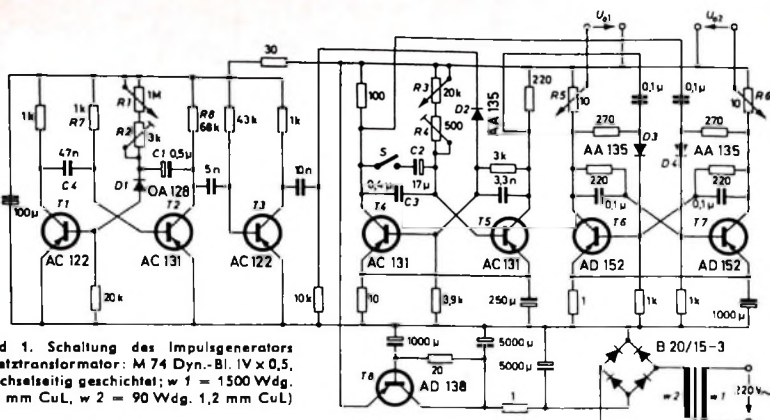 U a1
U a2
30
1k
1k
R7
R1
1M
R2
3k
R8
68k
43k
1k
100
R3
20k
R4
500
D2
AA 135
220
R5
10
0,1µ
0,1µ
R6
10
270
AA 135
D3
D4
270
AA 135
47n
C4
C1 0,5µ
D1
OA 128
5n
10n
S
C2
17µ
0,4µ
C3
3k
3,3n
220
0,1µ
220
0,1µ
100µ
T1
AC 122
T2
AC 131
T3
AC 122
T4
AC 131
T5
AC 131
T6
AD 152
T7
AD 152
20k
10k
10
3,9k
250µ
1
1k
1k
1000µ
1000µ
5000µ
5000µ
20
T8
AD 138
1
B 20/15-3
w2
w1
220V
d 1. Schaltung des Impulsgenerators
atztransformator: M 74 Dyn.-Bl. IV x 0,5,
chselseitig geschichtet; w 1 = 1500 Wdg.
mm CuL, w 2 = 90 Wdg. 1,2 mm CuL)